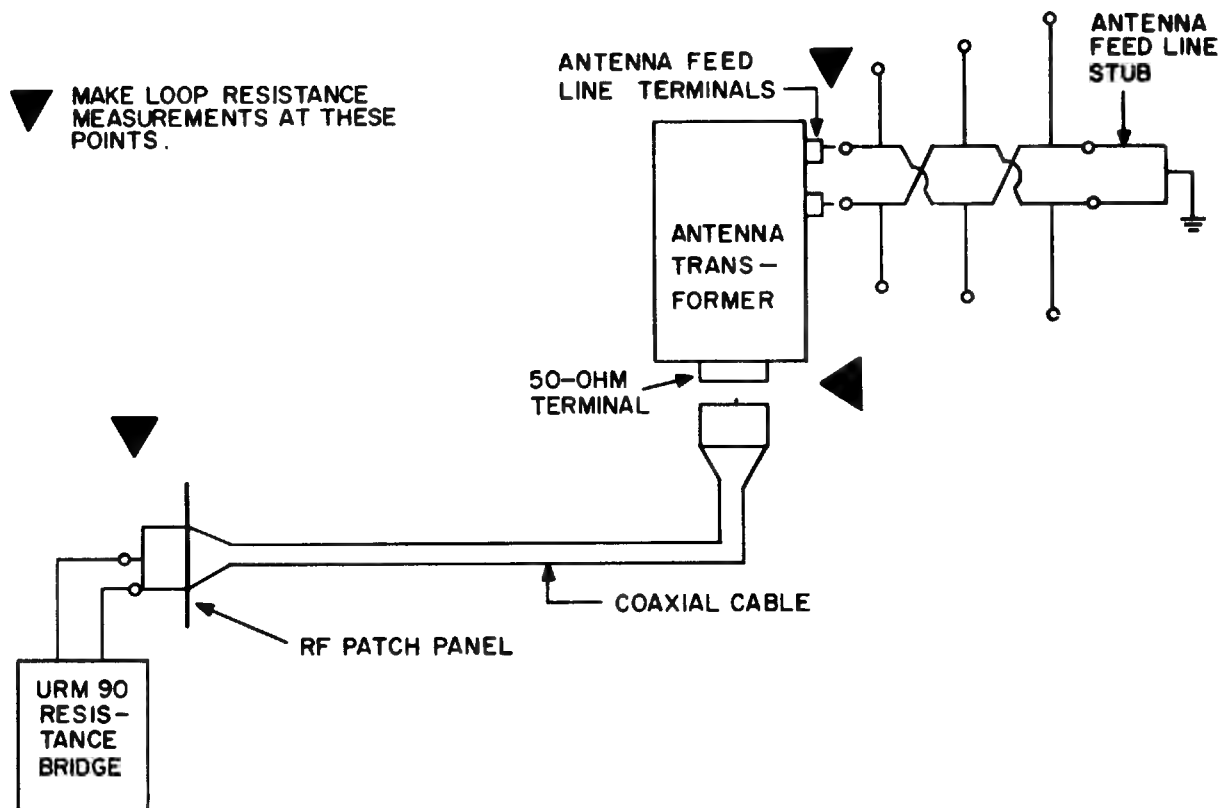 MAKE LOOP RESISTANCE
MEASUREMENTS AT THESE
POINTS.
ANTENNA FEED
LINE TERMINALS
ANTENNA
FEED LINE
STUB
ANTENNA
TRANS-
FORMER
50-OHM
TERMINAL
COAXIAL CABLE
RF PATCH PANEL
URM 90
RESIS-
TANCE
BRIDGE